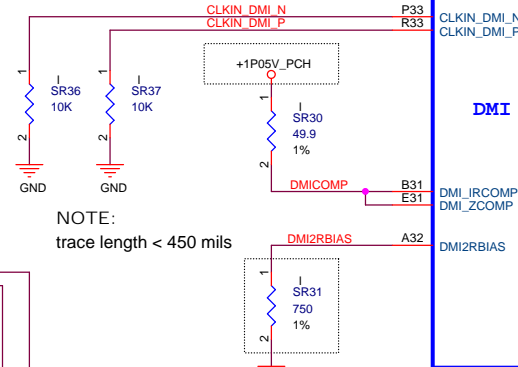 CLKIN_DMI_N P33 CLKIN_DMI_N
CLKIN_DMI_P R33 CLKIN_DMI_P
+1P05V_PCH
1 I SR36 10K 2
1 I SR37 10K 2
1 I SR30 49.9 1% 2
DMI
GND GND
DMICOMP B31 DMI_IRCOMP
E31 DMI_ZCOMP
NOTE:
trace length < 450 mils
DMI2RBIAS A32 DMI2RBIAS
1 I SR31 750 1% 2